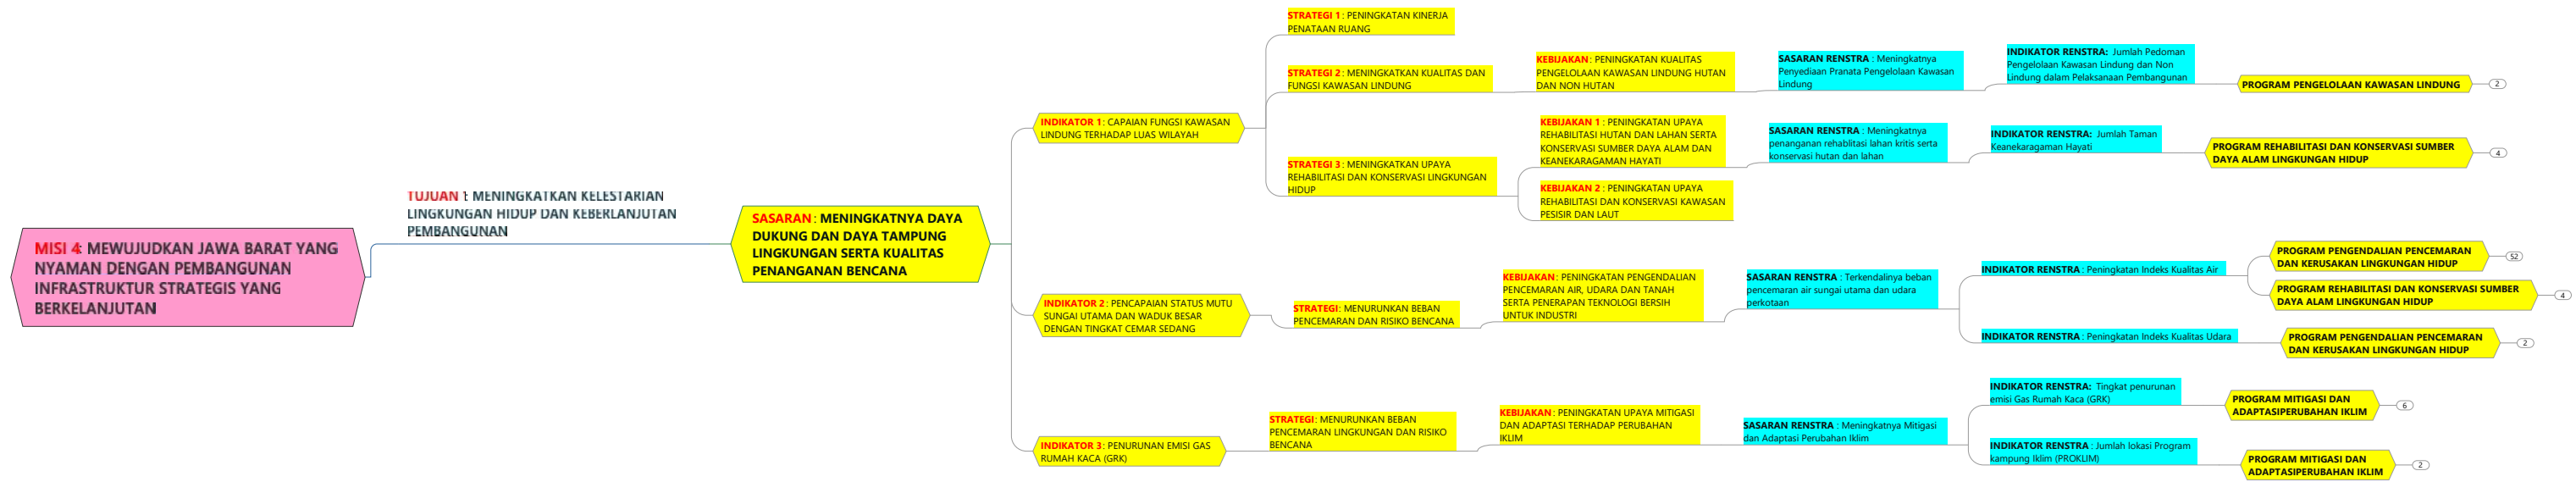 MISI 4: MEWUJUDKAN JAWA BARAT YANG
NYAMAN DENGAN PEMBANGUNAN
INFRASTRUKTUR STRATEGIS YANG
BERKELANJUTAN
TUJUAN 1: MENINGKATKAN KELESTARIAN
LINGKUNGAN HIDUP DAN KEBERLANJUTAN
PEMBANGUNAN
SASARAN: MENINGKATNYA DAYA
DUKUNG DAN DAYA TAMPUNG
LINGKUNGAN SERTA KUALITAS
PENANGANAN BENCANA
INDIKATOR 1: CAPAIAN FUNGSI KAWASAN
LINDUNG TERHADAP LUAS WILAYAH
STRATEGI 1: PENINGKATAN KINERJA
PENATAAN RUANG
STRATEGI 2: MENINGKATKAN KUALITAS DAN
FUNGSI KAWASAN LINDUNG
KEBIJAKAN: PENINGKATAN KUALITAS
PENGELOLAAN KAWASAN LINDUNG HUTAN
DAN NON HUTAN
SASARAN RENSTRA : Meningkatnya
Penyediaan Pranata Pengelolaan Kawasan
Lindung
INDIKATOR RENSTRA: Jumlah Pedoman
Pengelolaan Kawasan Lindung dan Non
Lindung dalam Pelaksanaan Pembangunan
PROGRAM PENGELOLAAN KAWASAN LINDUNG
2
STRATEGI 3: MENINGKATKAN UPAYA
REHABILITASI DAN KONSERVASI LINGKUNGAN
HIDUP
KEBIJAKAN 1 : PENINGKATAN UPAYA
REHABILITASI HUTAN DAN LAHAN SERTA
KONSERVASI SUMBER DAYA ALAM DAN
KEANEKARAGAMAN HAYATI
SASARAN RENSTRA : Meningkatnya
penanganan rehablitasi lahan kritis serta
konservasi hutan dan lahan
INDIKATOR RENSTRA: Jumlah Taman
Keanekaragaman Hayati
PROGRAM REHABILITASI DAN KONSERVASI SUMBER
DAYA ALAM LINGKUNGAN HIDUP
4
KEBIJAKAN 2 : PENINGKATAN UPAYA
REHABILITASI DAN KONSERVASI KAWASAN
PESISIR DAN LAUT
INDIKATOR 2: PENCAPAIAN STATUS MUTU
SUNGAI UTAMA DAN WADUK BESAR
DENGAN TINGKAT CEMAR SEDANG
STRATEGI: MENURUNKAN BEBAN
PENCEMARAN DAN RISIKO BENCANA
KEBIJAKAN: PENINGKATAN PENGENDALIAN
PENCEMARAN AIR, UDARA DAN TANAH
SERTA PENERAPAN TEKNOLOGI BERSIH
UNTUK INDUSTRI
SASARAN RENSTRA : Terkendalinya beban
pencemaran air sungai utama dan udara
perkotaan
INDIKATOR RENSTRA : Peningkatan Indeks Kualitas Air
PROGRAM PENGENDALIAN PENCEMARAN
DAN KERUSAKAN LINGKUNGAN HIDUP
52
PROGRAM REHABILITASI DAN KONSERVASI SUMBER
DAYA ALAM LINGKUNGAN HIDUP
4
INDIKATOR RENSTRA : Peningkatan Indeks Kualitas Udara
PROGRAM PENGENDALIAN PENCEMARAN
DAN KERUSAKAN LINGKUNGAN HIDUP
2
INDIKATOR 3: PENURUNAN EMISI GAS
RUMAH KACA (GRK)
STRATEGI: MENURUNKAN BEBAN
PENCEMARAN LINGKUNGAN DAN RISIKO
BENCANA
KEBIJAKAN: PENINGKATAN UPAYA MITIGASI
DAN ADAPTASI TERHADAP PERUBAHAN
IKLIM
SASARAN RENSTRA : Meningkatnya Mitigasi
dan Adaptasi Perubahan Iklim
INDIKATOR RENSTRA: Tingkat penurunan
emisi Gas Rumah Kaca (GRK)
PROGRAM MITIGASI DAN
ADAPTASIPERUBAHAN IKLIM
6
INDIKATOR RENSTRA : Jumlah lokasi Program
kampung Iklim (PROKLIM)
PROGRAM MITIGASI DAN
ADAPTASIPERUBAHAN IKLIM
2